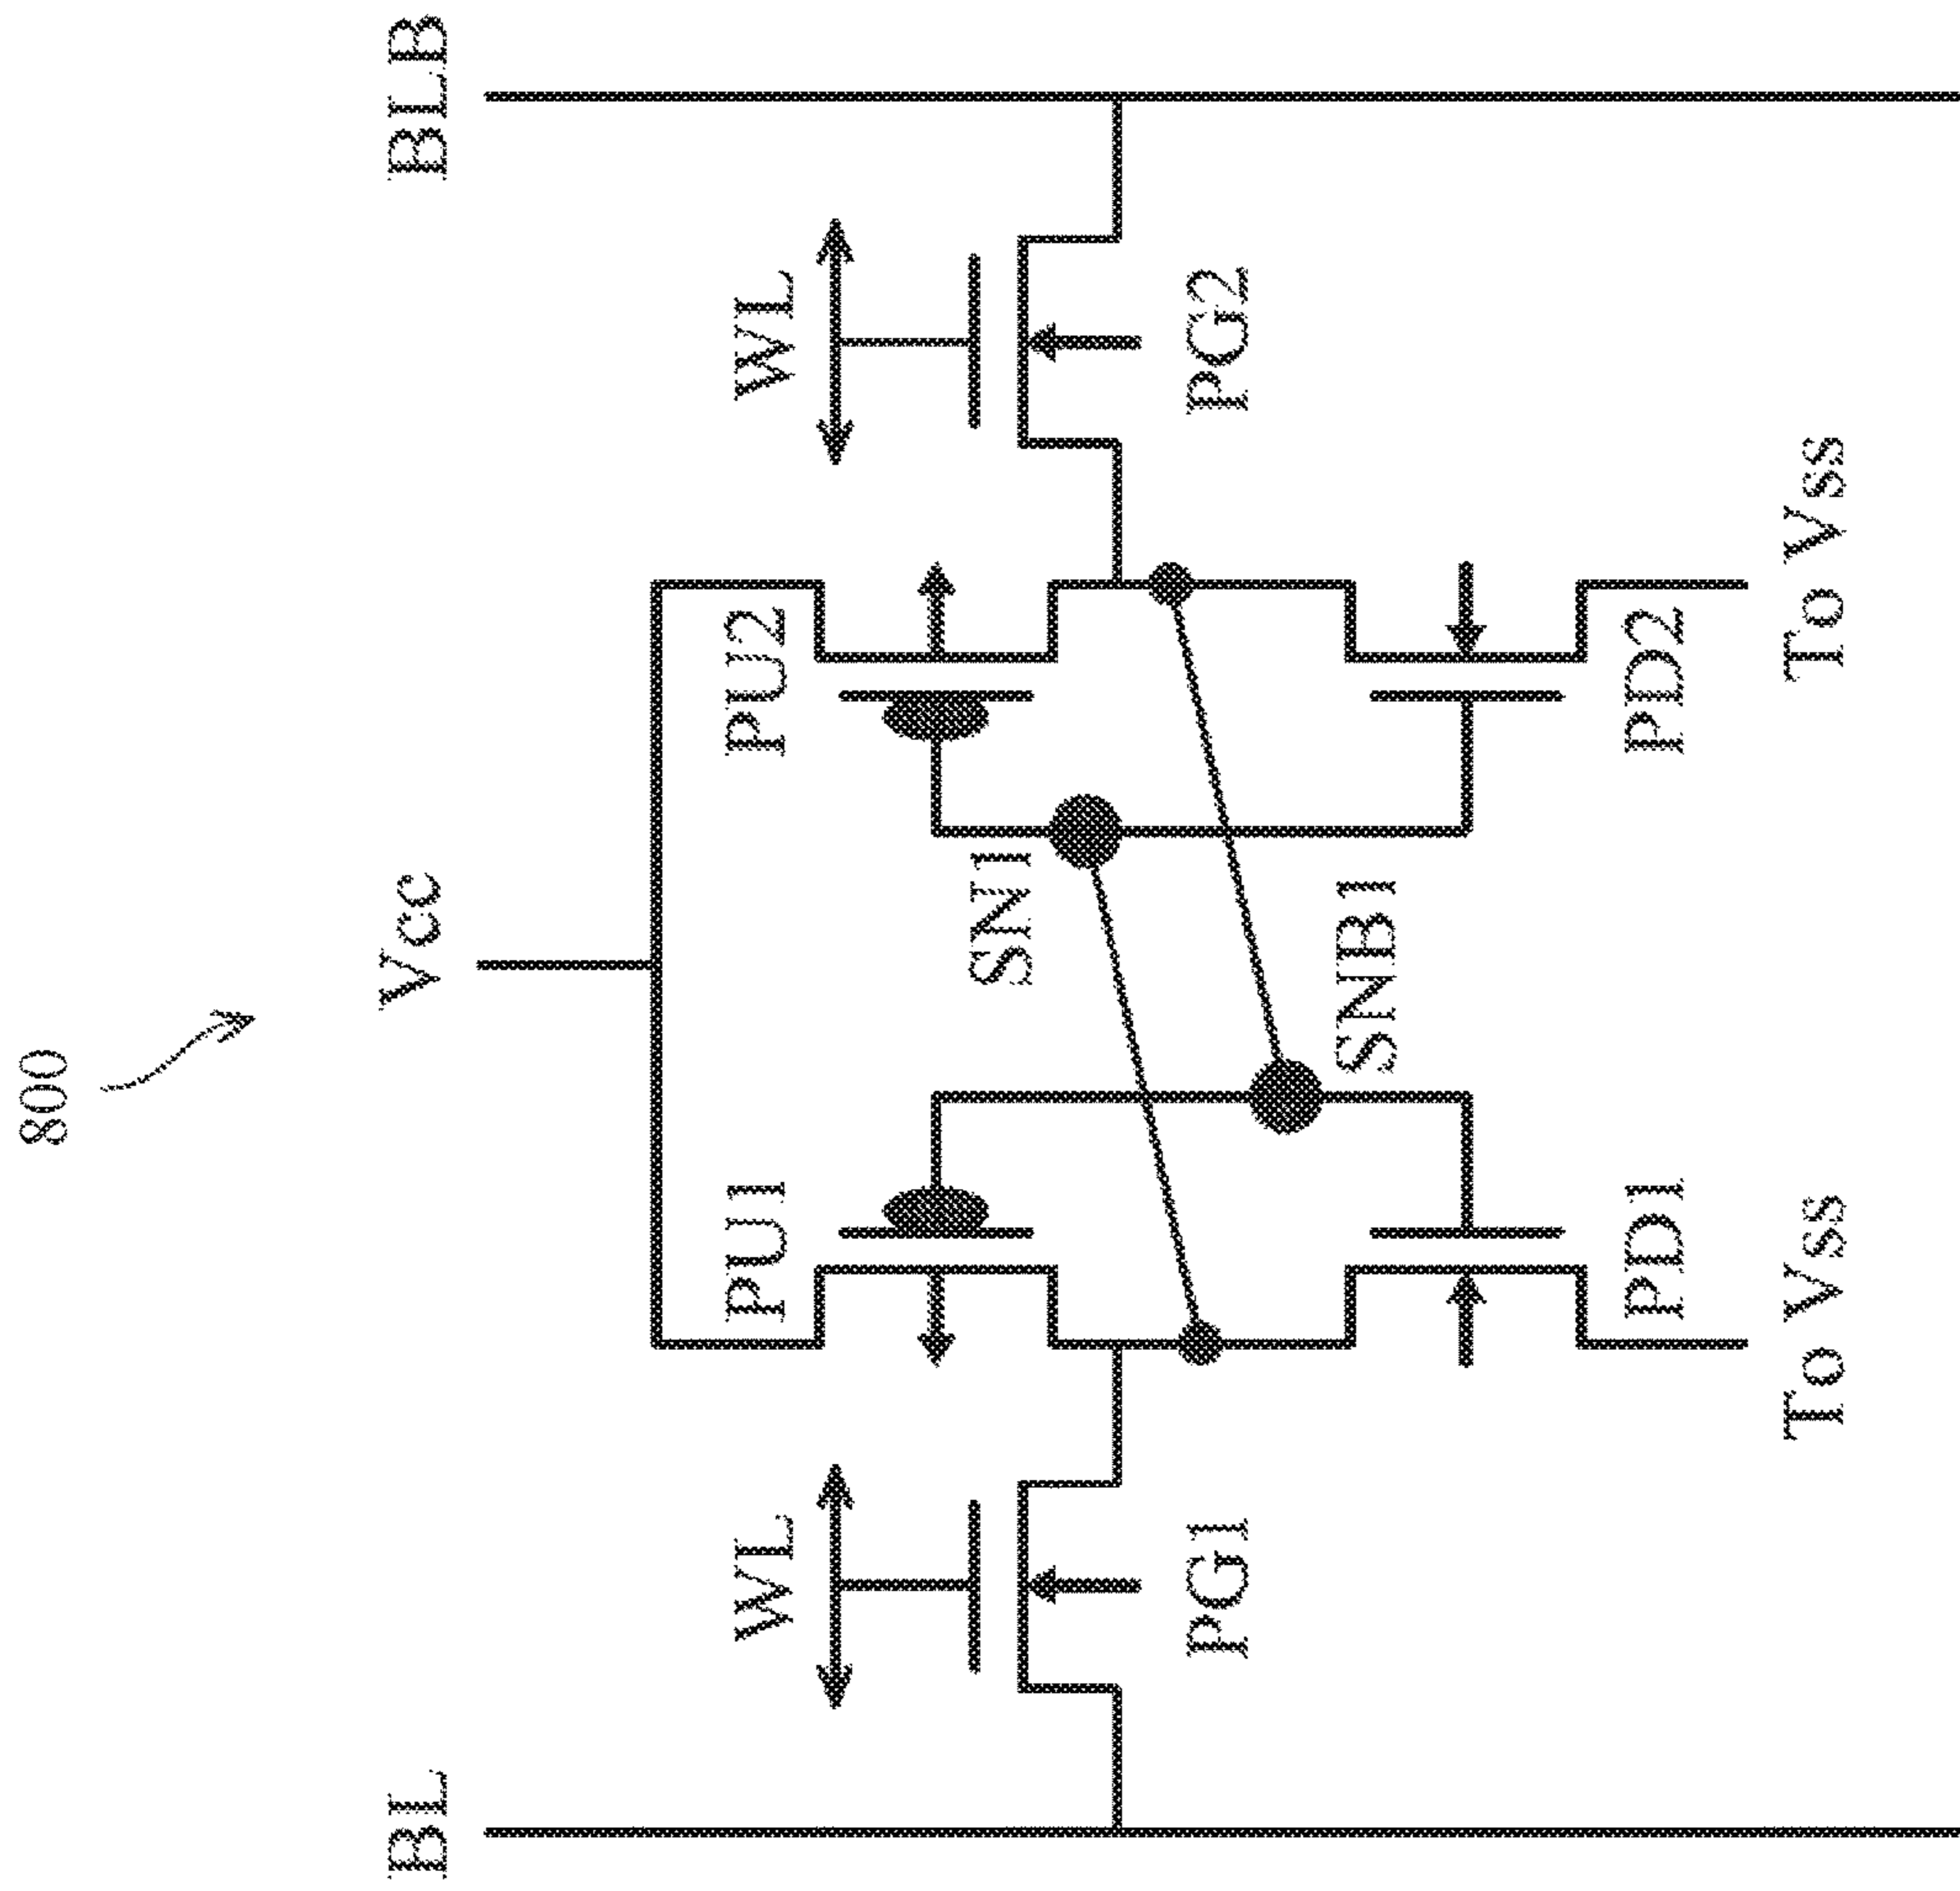 800
BL
Vcc
BLB
WL
PU1
PU2
WL
SN1
PG1
PG2
SNB1
PD1
PD2
To Vss
To Vss